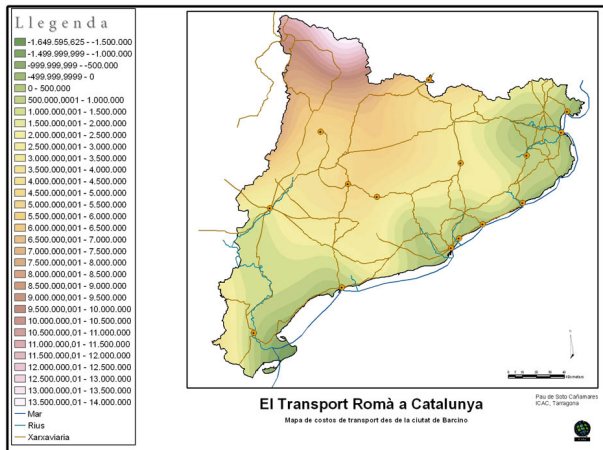 Llegenda
-1.649.595,625 - -1.500.000
-1.499.999,999 - -1.000.000
-999.999,999 - -500.000
-499.999,9999 - 0
0 - 500.000
500.000,0001 - 1.000.000
1.000.000,001 - 1.500.000
1.500.000,001 - 2.000.000
2.000.000,001 - 2.500.000
2.500.000,001 - 3.000.000
3.000.000,001 - 3.500.000
3.500.000,001 - 4.000.000
4.000.000,001 - 4.500.000
4.500.000,01 - 5.000.000
5.000.000,01 - 5.500.000
5.500.000,01 - 6.000.000
6.000.000,01 - 6.500.000
6.500.000,01 - 7.000.000
7.000.000,01 - 7.500.000
7.500.000,01 - 8.000.000
8.000.000,01 - 8.500.000
8.500.000,01 - 9.000.000
9.000.000,01 - 9.500.000
9.500.000,01 - 10.000.000
10.000.000,01 - 10.500.000
10.500.000,01 - 11.000.000
11.000.000,01 - 11.500.000
11.500.000,01 - 12.000.000
12.000.000,01 - 12.500.000
12.500.000,01 - 13.000.000
13.000.000,01 - 13.500.000
13.500.000,01 - 14.000.000
Mar
Rius
Xarxaviaria
El Transport Romà a Catalunya
Mapa de costos de transport des de la ciutat de Barcino
Pau de Soto Cañamares
ICAC, Tarragona